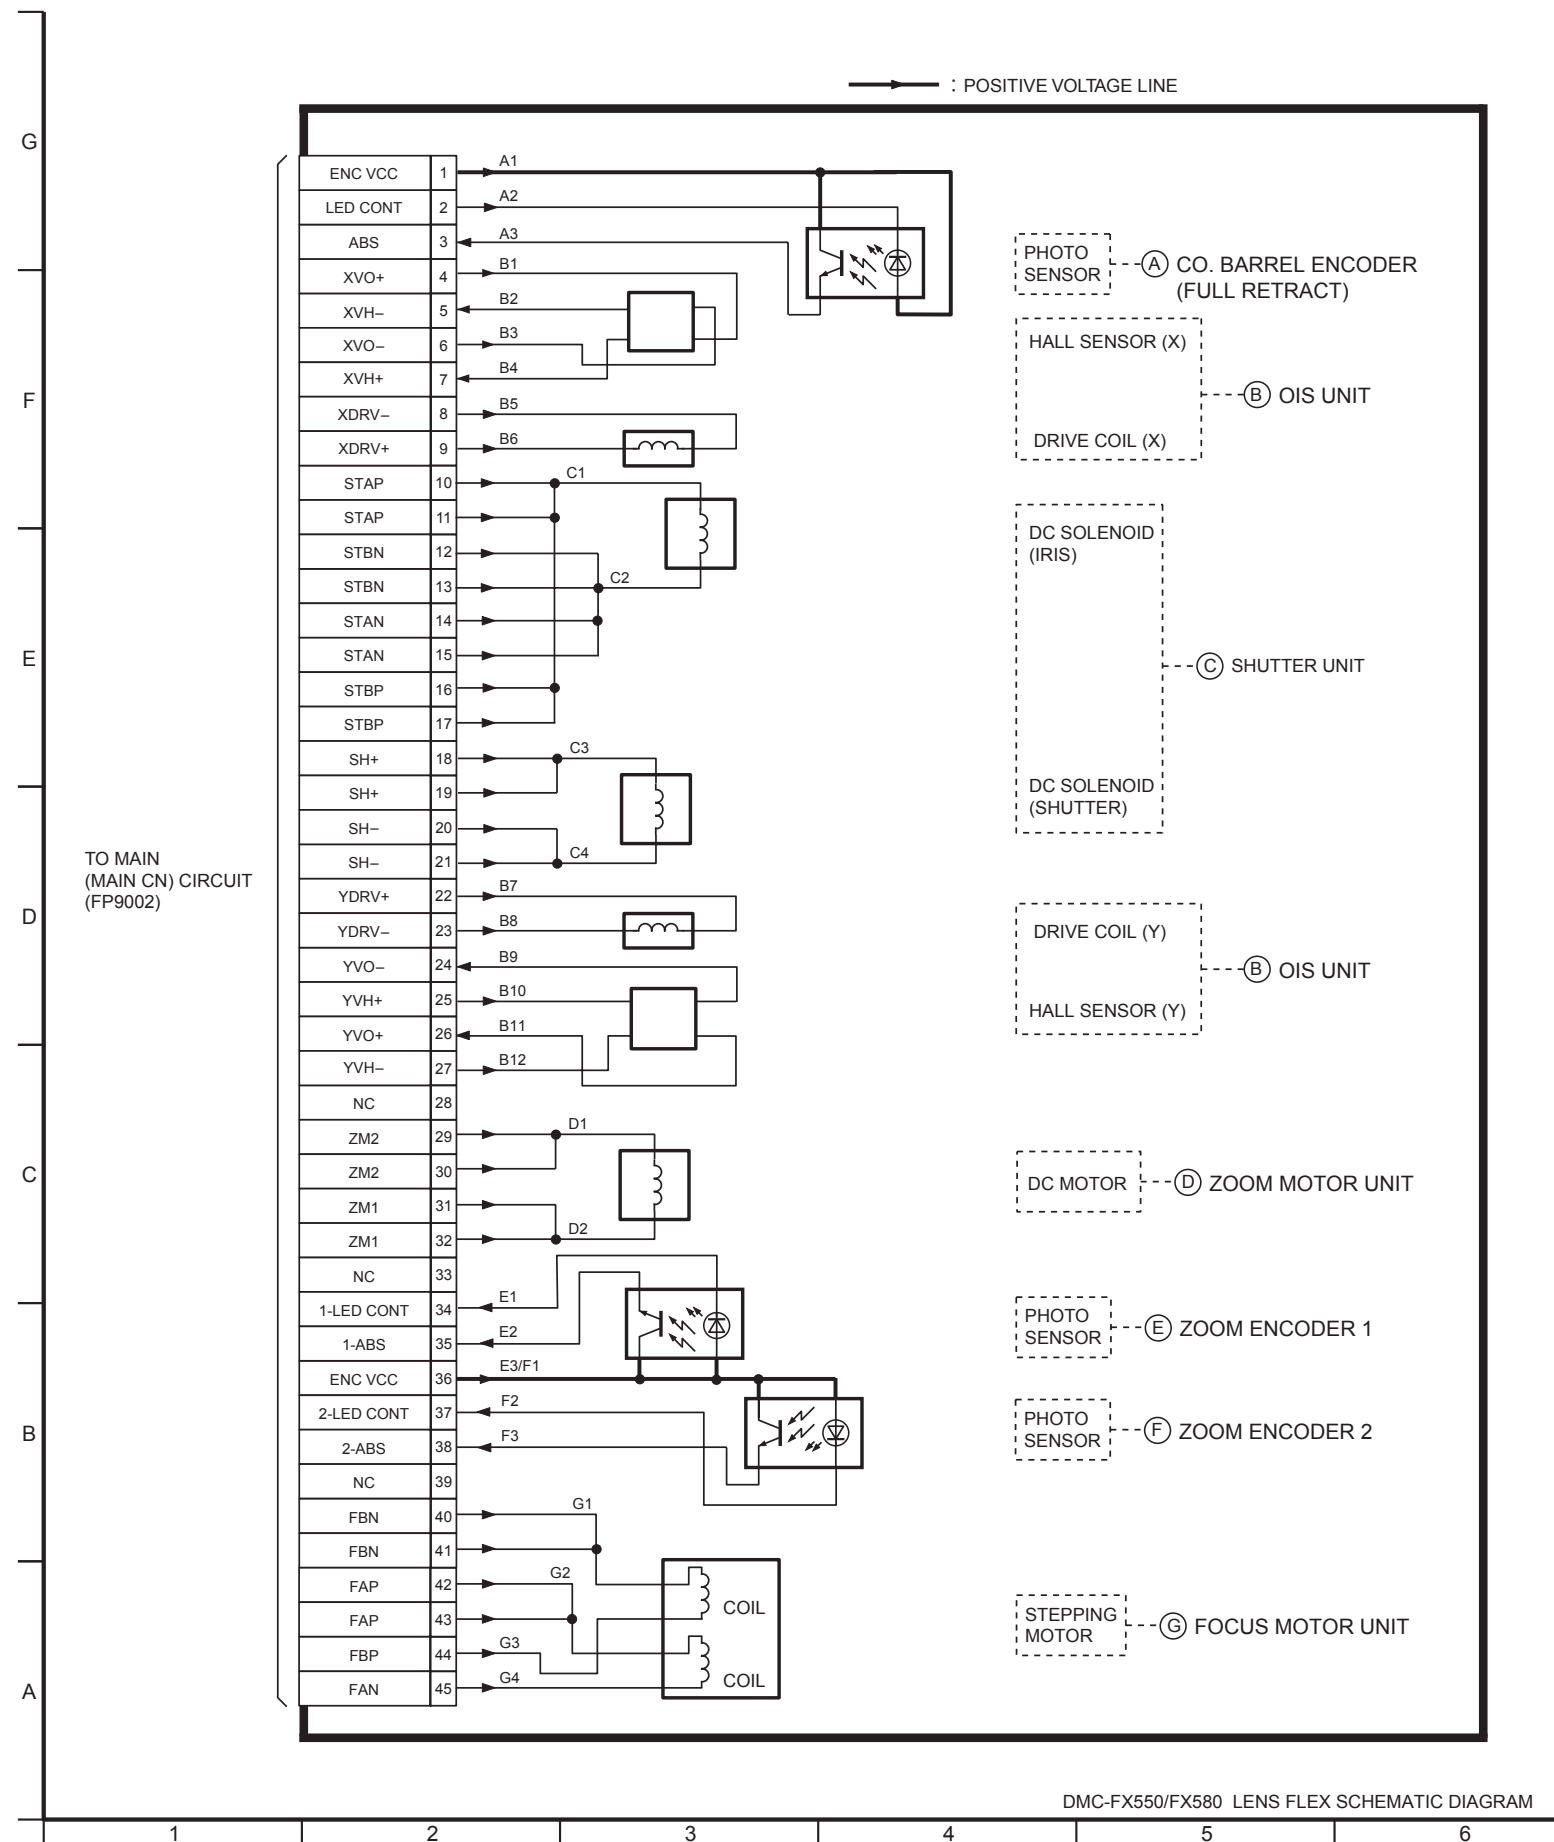 : POSITIVE VOLTAGE LINE
G
F
E
D
C
B
A
TO MAIN
(MAIN CN) CIRCUIT
(FP9002)
ENC VCC 1 A1
LED CONT 2 A2
ABS 3 A3
XVO+ 4 B1
XVH– 5 B2
XVO– 6 B3
XVH+ 7 B4
XDRV– 8 B5
XDRV+ 9 B6
STAP 10 C1
STAP 11
STBN 12
STBN 13 C2
STAN 14
STAN 15
STBP 16
STBP 17
SH+ 18 C3
SH+ 19
SH– 20
SH– 21 C4
YDRV+ 22 B7
YDRV– 23 B8
YVO– 24 B9
YVH+ 25 B10
YVO+ 26 B11
YVH– 27 B12
NC 28
ZM2 29 D1
ZM2 30
ZM1 31
ZM1 32 D2
NC 33
1-LED CONT 34 E1
1-ABS 35 E2
ENC VCC 36 E3/F1
2-LED CONT 37 F2
2-ABS 38 F3
NC 39
FBN 40 G1
FBN 41
FAP 42 G2
FAP 43
FBP 44 G3
FAN 45 G4
COIL
COIL
PHOTO
SENSOR
A CO. BARREL ENCODER
(FULL RETRACT)
HALL SENSOR (X)
B OIS UNIT
DRIVE COIL (X)
DC SOLENOID
(IRIS)
C SHUTTER UNIT
DC SOLENOID
(SHUTTER)
DRIVE COIL (Y)
B OIS UNIT
HALL SENSOR (Y)
DC MOTOR D ZOOM MOTOR UNIT
PHOTO
SENSOR
E ZOOM ENCODER 1
PHOTO
SENSOR
F ZOOM ENCODER 2
STEPPING
MOTOR
G FOCUS MOTOR UNIT
DMC-FX550/FX580 LENS FLEX SCHEMATIC DIAGRAM
1 2 3 4 5 6